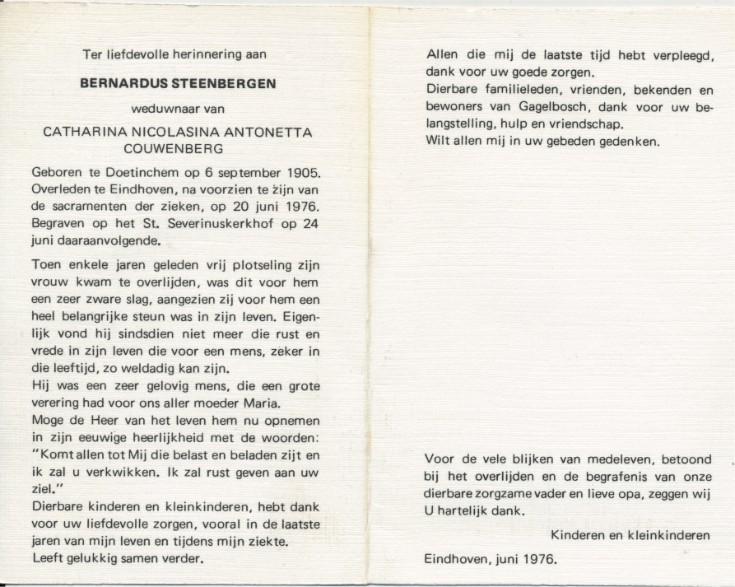 Ter liefdevolle herinnering aan
BERNARDUS STEENBERGEN
weduwnaar van
CATHARINA NICOLASINA ANTONETTA
COUWENBERG
Geboren te Doetinchem op 6 september 1905.
Overleden te Eindhoven, na voorzien te zijn van
de sacramenten der zieken, op 20 juni 1976.
Begraven op het St. Severinuskerkhof op 24
juni daaraanvolgende.
Toen enkele jaren geleden vrij plotseling zijn
vrouw kwam te overlijden, was dit voor hem
een zeer zware slag, aangezien zij voor hem een
heel belangrijke steun was in zijn leven. Eigen-
lijk vond hij sindsdien niet meer die rust en
vrede in zijn leven die voor een mens, zeker in
die leeftijd, zo weldadig kan zijn.
Hij was een zeer gelovig mens, die een grote
verering had voor ons aller moeder Maria.
Moge de Heer van het leven hem nu opnemen
in zijn eeuwige heerlijkheid met de woorden:
"Komt allen tot Mij die belast en beladen zijt en
ik zal u verkwikken. Ik zal rust geven aan uw
ziel."
Dierbare kinderen en kleinkinderen, hebt dank
voor uw liefdevolle zorgen, vooral in de laatste
jaren van mijn leven en tijdens mijn ziekte.
Leeft gelukkig samen verder.
Allen die mij de laatste tijd hebt verpleegd,
dank voor uw goede zorgen.
Dierbare familieleden, vrienden, bekenden en
bewoners van Gagelbosch, dank voor uw be-
langstelling, hulp en vriendschap.
Wilt allen mij in uw gebeden gedenken.
Voor de vele blijken van medeleven, betoond
bij het overlijden en de begrafenis van onze
dierbare zorgzame vader en lieve opa, zeggen wij
U hartelijk dank.
Kinderen en kleinkinderen
Eindhoven, juni 1976.